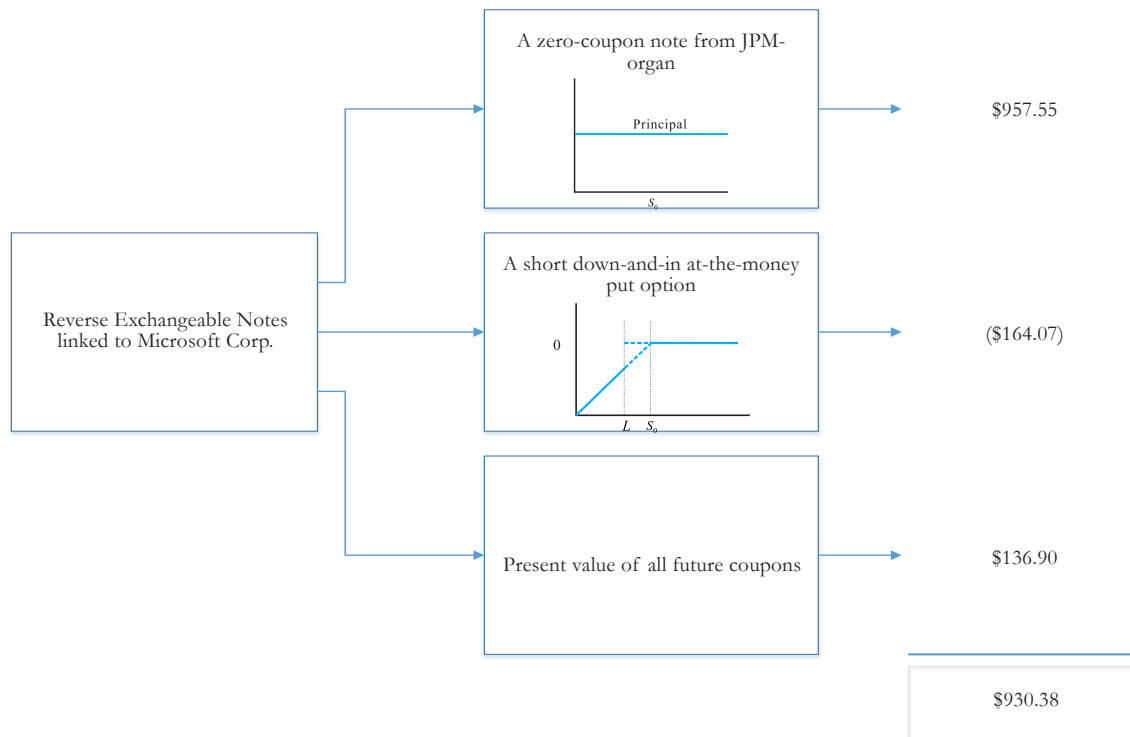 A zero-coupon note from JPM-
organ
Principal
S₀
$957.55
Reverse Exchangeable Notes
linked to Microsoft Corp.
A short down-and-in at-the-money
put option
0
L S₀
($164.07)
Present value of all future coupons
$136.90
$930.38